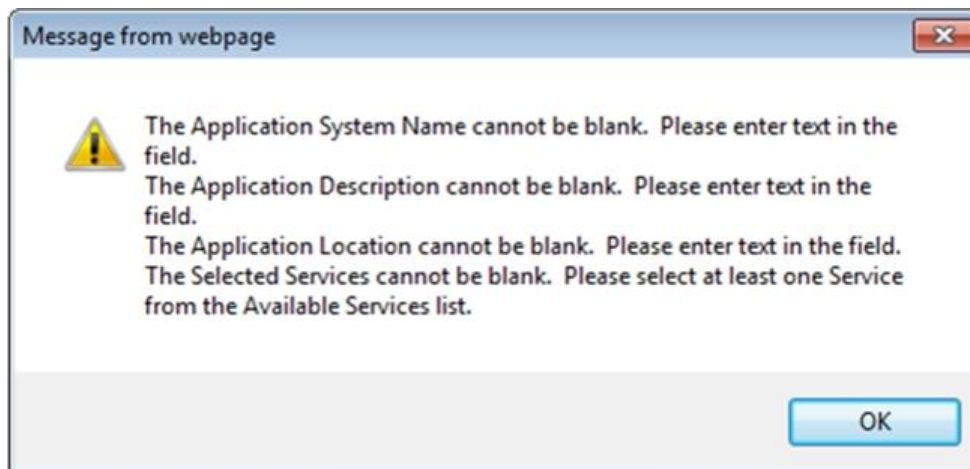 Message from webpage
The Application System Name cannot be blank.  Please enter text in the
field.
The Application Description cannot be blank.  Please enter text in the
field.
The Application Location cannot be blank.  Please enter text in the field.
The Selected Services cannot be blank.  Please select at least one Service
from the Available Services list.
OK